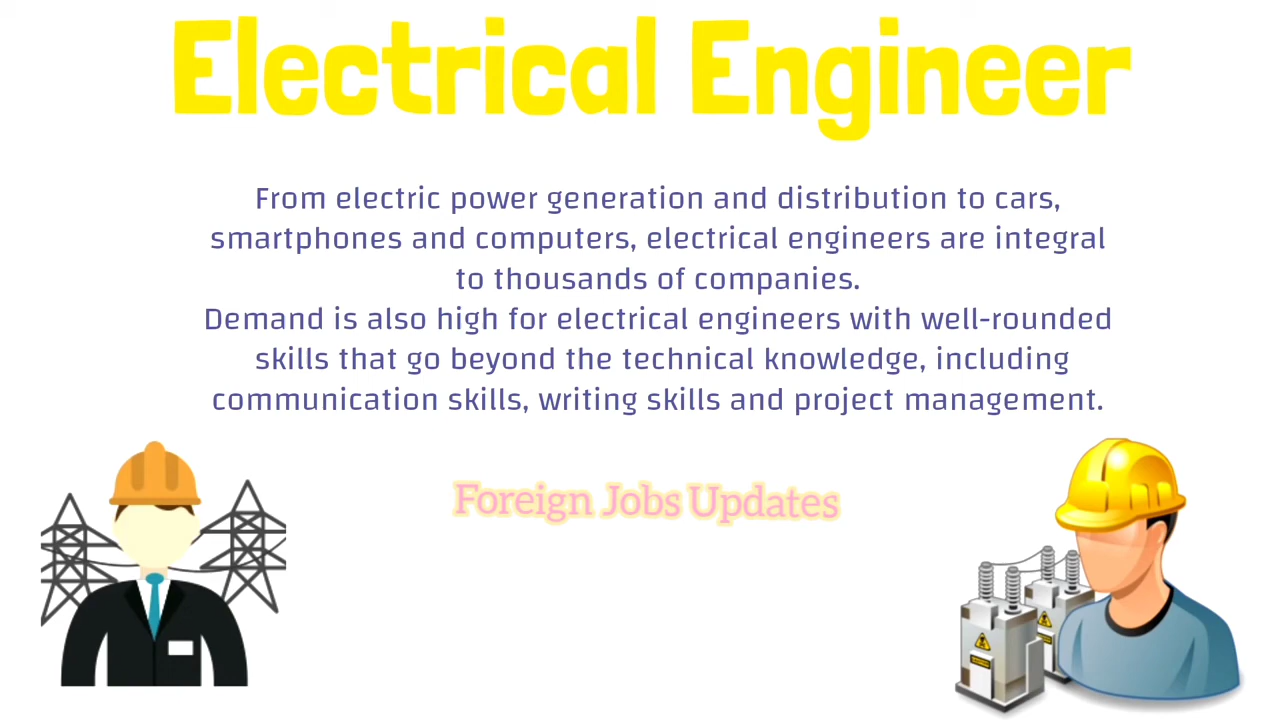 Electrical Engineer
From electric power generation and distribution to cars,
smartphones and computers, electrical engineers are integral
to thousands of companies.
Demand is also high for electrical engineers with well-rounded
skills that go beyond the technical knowledge, including
communication skills, writing skills and project management.
Foreign Jobs Updates